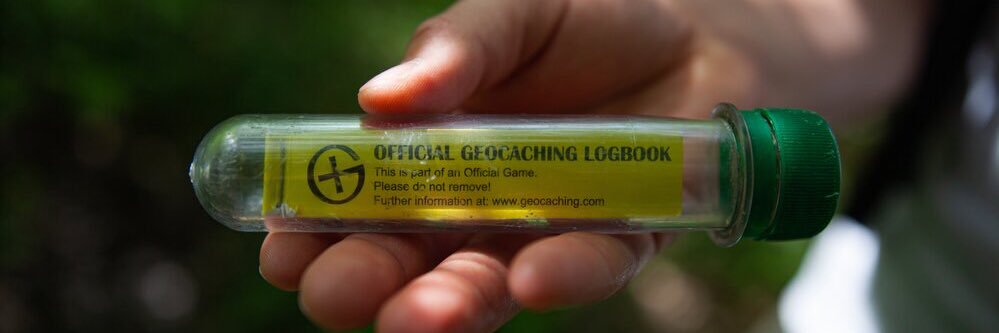 OFFICIAL GEOCACHING LOGBOOK
This is part of an Official Game.
Please do not remove!
Further information at: www.geocaching.com